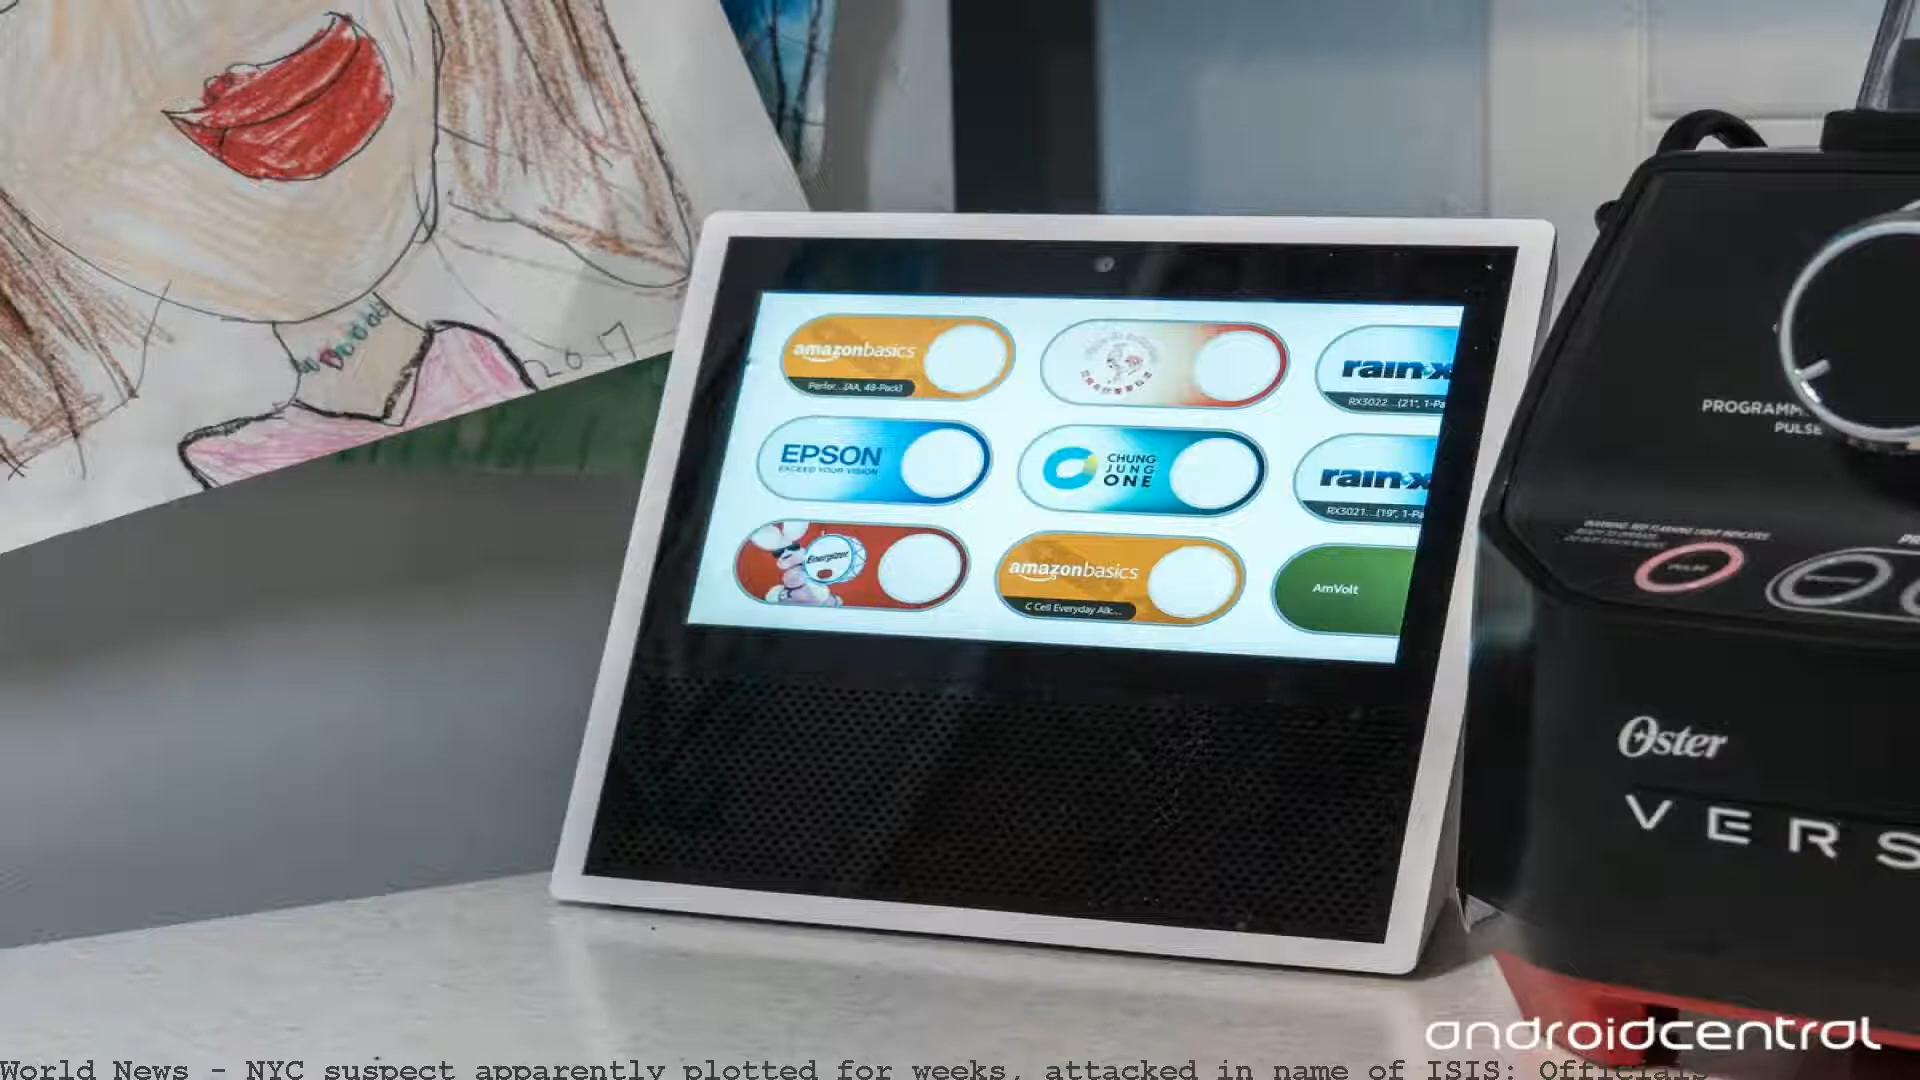 2017
amazonbasics
Perfor...(AA, 48-Pack)
rain-x
RX3022 ...(21", 1-Pa
EPSON
EXCEED YOUR VISION
CHUNG
JUNG
ONE
rain-x
RX3021...(19", 1-Pa
Energizer
amazonbasics
C Cell Everyday Alk...
AmVolt
PROGRAMM
PULSE
PULSE
Oster
VERS
androidcentral
World News - NYC suspect apparently plotted for weeks, attacked in name of ISIS: Officials